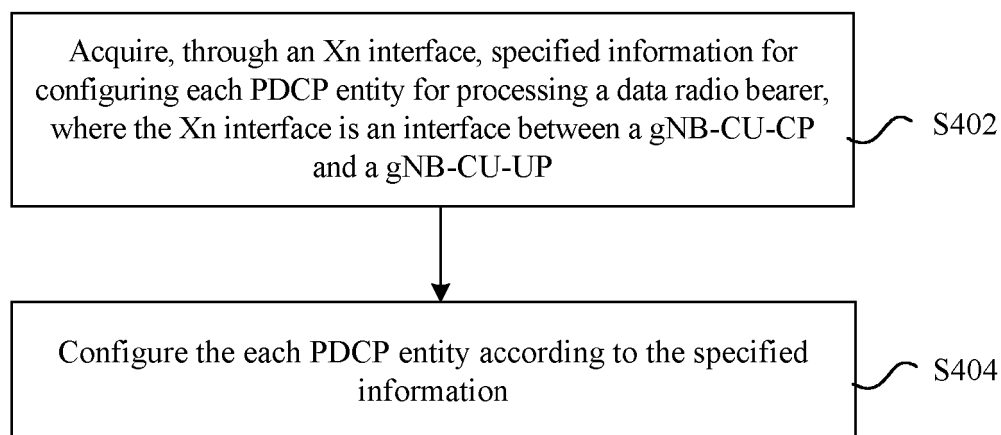 Acquire, through an Xn interface, specified information for
configuring each PDCP entity for processing a data radio bearer,
where the Xn interface is an interface between a gNB-CU-CP
and a gNB-CU-UP
S402
Configure the each PDCP entity according to the specified
information
S404